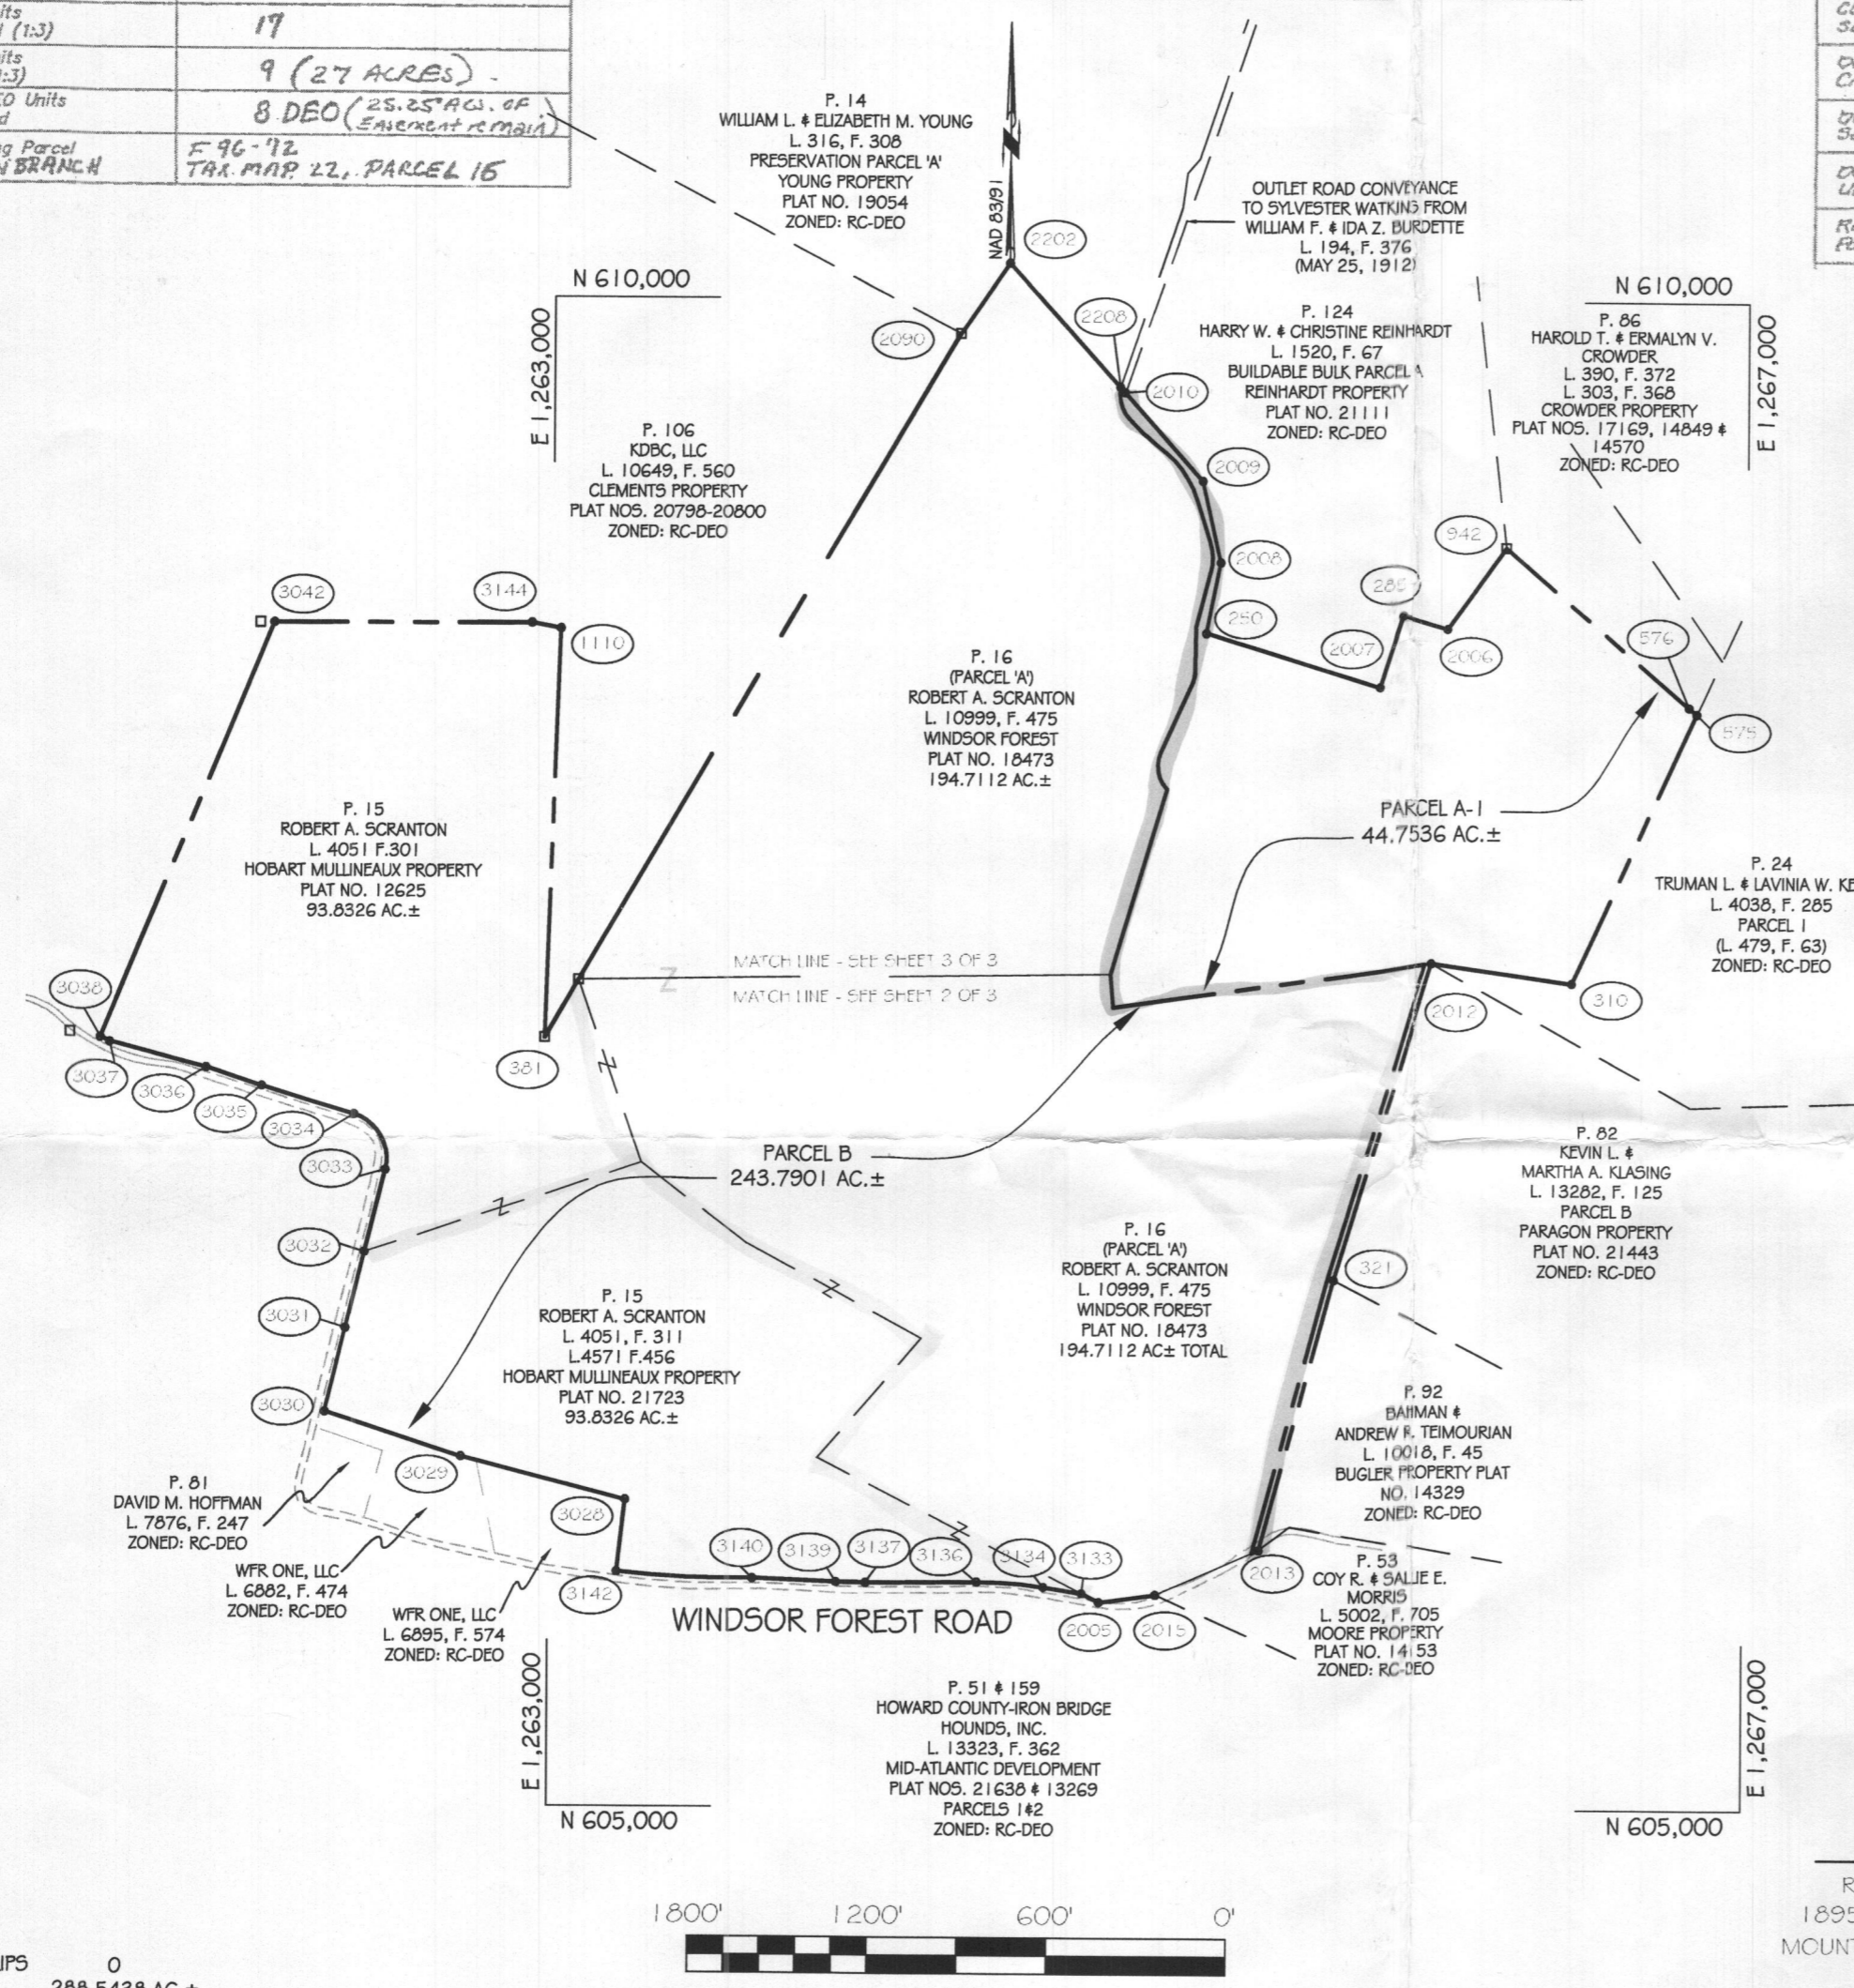 (1:3)
17
9 (27 ACRES)
Units
8 DEO (25.25 ACS. OF
Easement remain)
Parcel
BRANCH
F 96-72
TAX MAP 22, PARCEL 15
P. 14
WILLIAM L. & ELIZABETH M. YOUNG
L. 316, F. 308
PRESERVATION PARCEL 'A'
YOUNG PROPERTY
PLAT NO. 19054
ZONED: RC-DEO
NAD 83/91
2202
OUTLET ROAD CONVEYANCE
TO SYLVESTER WATKINS FROM
WILLIAM F. & IDA Z. BURDETTE
L. 194, F. 376
(MAY 25, 1912)
N 610,000
E 1,263,000
2090
2208
2010
P. 124
HARRY W. & CHRISTINE REINHARDT
L. 1520, F. 67
BUILDABLE BULK PARCEL A
REINHARDT PROPERTY
PLAT NO. 21111
ZONED: RC-DEO
N 610,000
E 1,267,000
P. 86
HAROLD T. & ERMALYN V.
CROWDER
L. 390, F. 372
L. 303, F. 368
CROWDER PROPERTY
PLAT NOS. 17169, 14849 &
14570
ZONED: RC-DEO
P. 106
KDBC, LLC
L. 10649, F. 560
CLEMENTS PROPERTY
PLAT NOS. 20798-20800
ZONED: RC-DEO
2009
2008
250
942
285
2007
2006
576
575
3042
3144
1110
P. 16
(PARCEL 'A')
ROBERT A. SCRANTON
L. 10999, F. 475
WINDSOR FOREST
PLAT NO. 18473
194.7112 AC.±
P. 15
ROBERT A. SCRANTON
L. 4051 F.301
HOBART MULLINEAUX PROPERTY
PLAT NO. 12625
93.8326 AC.±
PARCEL A-1
44.7536 AC.±
P. 24
TRUMAN L. & LAVINIA W.
L. 4038, F. 285
PARCEL 1
(L. 479, F. 63)
ZONED: RC-DEO
MATCH LINE - SEE SHEET 3 OF 3
MATCH LINE - SEE SHEET 2 OF 3
3038
3037
3036
3035
3034
3033
3032
3031
3030
3029
3028
381
2012
310
PARCEL B
243.7901 AC.±
P. 82
KEVIN L. &
MARTHA A. KLASING
L. 13282, F. 125
PARCEL B
PARAGON PROPERTY
PLAT NO. 21443
ZONED: RC-DEO
P. 16
(PARCEL 'A')
ROBERT A. SCRANTON
L. 10999, F. 475
WINDSOR FOREST
PLAT NO. 18473
194.7112 AC± TOTAL
321
P. 15
ROBERT A. SCRANTON
L. 4051, F. 311
L.4571 F.456
HOBART MULLINEAUX PROPERTY
PLAT NO. 21723
93.8326 AC.±
P. 92
BAHMAN &
ANDREW R. TEIMOURIAN
L. 10018, F. 45
BUGLER PROPERTY PLAT
NO. 14329
ZONED: RC-DEO
P. 81
DAVID M. HOFFMAN
L. 7876, F. 247
ZONED: RC-DEO
WFR ONE, LLC
L. 6882, F. 474
ZONED: RC-DEO
WFR ONE, LLC
L. 6895, F. 574
ZONED: RC-DEO
3142
3140
3139
3137
3136
3134
3133
2005
2015
2013
WINDSOR FOREST ROAD
P. 53
COY R. & SALLIE E.
MORRIS
L. 5002, F. 705
MOORE PROPERTY
PLAT NO. 14153
ZONED: RC-DEO
P. 51 & 159
HOWARD COUNTY-IRON BRIDGE
HOUNDS, INC.
L. 13323, F. 362
MID-ATLANTIC DEVELOPMENT
PLAT NOS. 21638 & 13269
PARCELS 1&2
ZONED: RC-DEO
E 1,263,000
N 605,000
E 1,267,000
N 605,000
1800' 1200' 600' 0'
0
288.5438 AC.±
1895